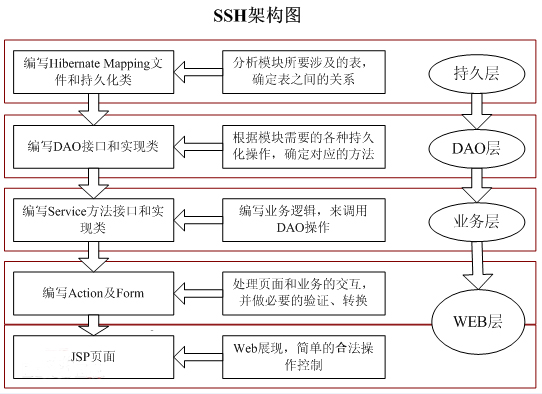 SSH架构图
编写Hibernate Mapping文
件和持久化类
分析模块所要涉及的表，
确定表之间的关系
持久层
编写DAO接口和实现类
根据模块需要的各种持久
化操作，确定对应的方法
DAO层
编写Service方法接口和实
现类
编写业务逻辑，来调用
DAO操作
业务层
编写Action及Form
处理页面和业务的交互，
并做必要的验证、转换
WEB层
JSP页面
Web展现，简单的合法操
作控制